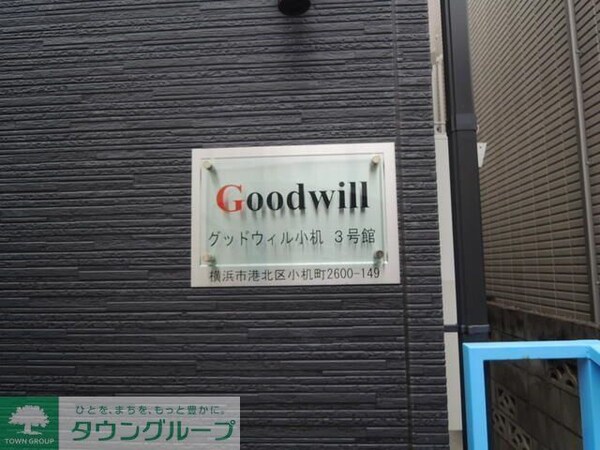 Goodwill
グッドウィル小机 3号館
横浜市港北区小机町2600-149
ひとを、まちを、もっと豊かに。
タウングループ
TOWN GROUP